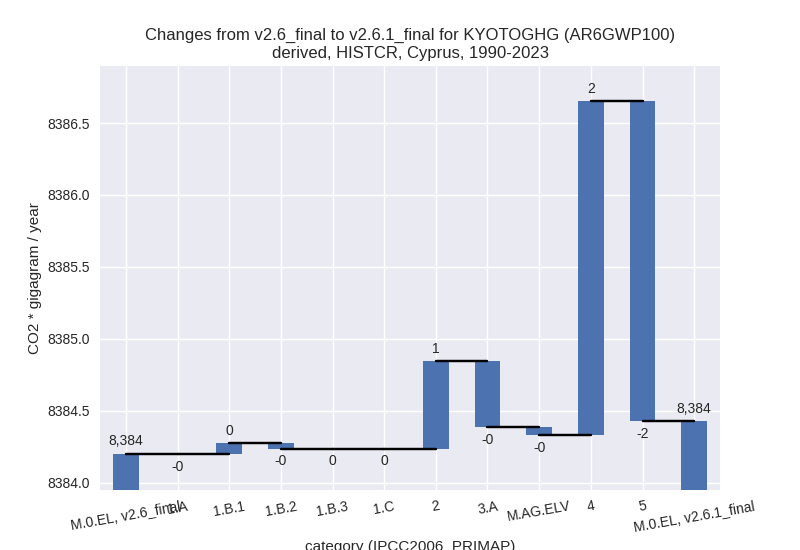 Changes from v2.6_final to v2.6.1_final for KYOTOGHG (AR6GWP100)
derived, HISTCR, Cyprus, 1990-2023
CO2 * gigagram / year
8386.5
8386.0
8385.5
8385.0
8384.5
8384.0
8,384
-0
0
-0
0
0
1
-0
-0
2
-2
8,384
M.0.EL, v2.6_final
1.A
1.B.1
1.B.2
1.B.3
1.C
2
3.A
M.AG.ELV
4
5
M.0.EL, v2.6.1_final
category (IPCC2006_PRIMAP)